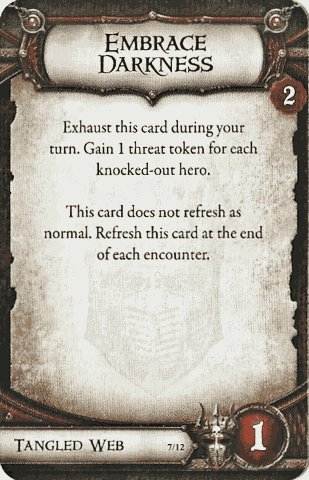 EMBRACE
DARKNESS
2
Exhaust this card during your
turn. Gain 1 threat token for each
knocked-out hero.
This card does not refresh as
normal. Refresh this card at the end
of each encounter.
TANGLED WEB
7/12
1